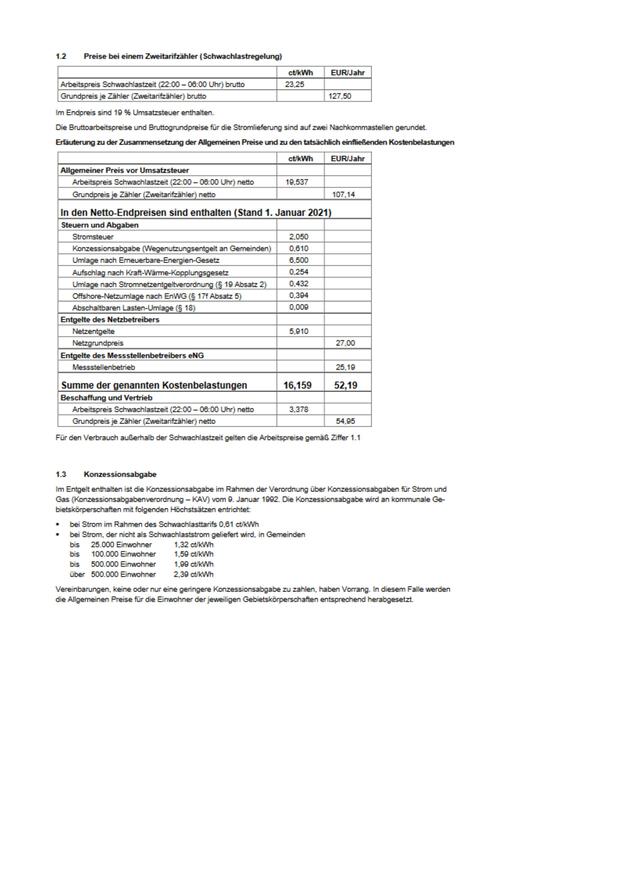 1.2 Preise bei einem Zweitarifzähler (Schwachlastregelung)
ct/kWh EUR/Jahr
Arbeitspreis Schwachlastzeit (22:00 – 06:00 Uhr) brutto 23,25
Grundpreis je Zähler (Zweitarifzähler) brutto 127,50
Im Endpreis sind 19 % Umsatzsteuer enthalten.
Die Bruttoarbeitspreise und Bruttogrundpreise für die Stromlieferung sind auf zwei Nachkommastellen gerundet.
Erläuterung zu der Zusammensetzung der Allgemeinen Preise und zu den tatsächlich einfließenden Kostenbelastungen
ct/kWh EUR/Jahr
Allgemeiner Preis vor Umsatzsteuer
Arbeitspreis Schwachlastzeit (22:00 – 06:00 Uhr) netto 19,537
Grundpreis je Zähler (Zweitarifzähler) netto 107,14
In den Netto-Endpreisen sind enthalten (Stand 1. Januar 2021)
Steuern und Abgaben
Stromsteuer 2,050
Konzessionsabgabe (Wegenutzungsentgelt an Gemeinden) 0,610
Umlage nach Erneuerbare-Energien-Gesetz 6,500
Aufschlag nach Kraft-Wärme-Kopplungsgesetz 0,254
Umlage nach Stromnetzentgeltverordnung (§ 19 Absatz 2) 0,432
Offshore-Netzumlage nach EnWG (§ 17f Absatz 5) 0,394
Abschaltbaren Lasten-Umlage (§ 18) 0,009
Entgelte des Netzbetreibers
Netzentgelte 5,910
Netzgrundpreis 27,00
Entgelte des Messstellenbetreibers eNG
Messstellenbetrieb 25,19
Summe der genannten Kostenbelastungen 16,159 52,19
Beschaffung und Vertrieb
Arbeitspreis Schwachlastzeit (22:00 – 06:00 Uhr) netto 3,378
Grundpreis je Zähler (Zweitarifzähler) netto 54,95
Für den Verbrauch außerhalb der Schwachlastzeit gelten die Arbeitspreise gemäß Ziffer 1.1
1.3 Konzessionsabgabe
Im Entgelt enthalten ist die Konzessionsabgabe im Rahmen der Verordnung über Konzessionsabgaben für Strom und
Gas (Konzessionsabgabenverordnung – KAV) vom 9. Januar 1992. Die Konzessionsabgabe wird an kommunale Ge-
bietskörperschaften mit folgenden Höchstsätzen entrichtet:
• bei Strom im Rahmen des Schwachlasttarifs 0,61 ct/kWh
• bei Strom, der nicht als Schwachlaststrom geliefert wird, in Gemeinden
bis 25.000 Einwohner 1,32 ct/kWh
bis 100.000 Einwohner 1,59 ct/kWh
bis 500.000 Einwohner 1,99 ct/kWh
über 500.000 Einwohner 2,39 ct/kWh
Vereinbarungen, keine oder nur eine geringere Konzessionsabgabe zu zahlen, haben Vorrang. In diesem Falle werden
die Allgemeinen Preise für die Einwohner der jeweiligen Gebietskörperschaften entsprechend herabgesetzt.